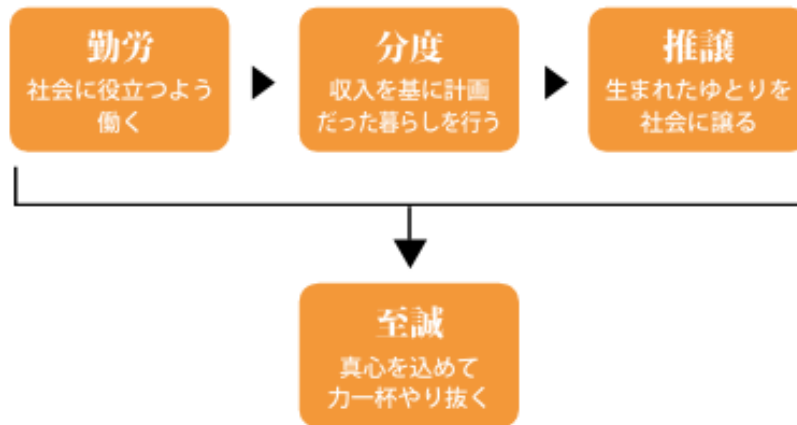 勤労
社会に役立つよう
働く
分度
収入を基に計画
だった暮らしを行う
推譲
生まれたゆとりを
社会に譲る
至誠
真心を込めて
力一杯やり抜く